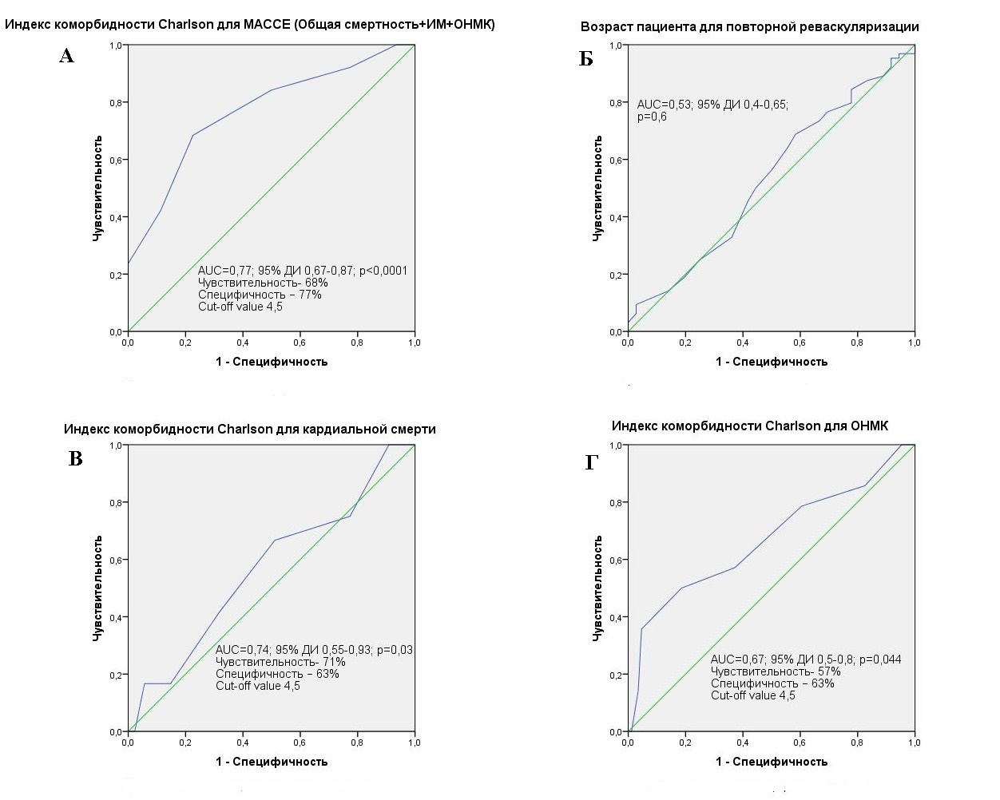 Индекс коморбидности Charlson для MACCE (Общая смертность+ИМ+ОНМК)
А
1,0
0,8
0,6
0,4
0,2
0,0
Чувствительность
AUC=0,77; 95% ДИ 0,67-0,87; p<0,0001
Чувствительность- 68%
Специфичность – 77%
Cut-off value 4,5
0,0 0,2 0,4 0,6 0,8 1,0
1 - Специфичность
Возраст пациента для повторной реваскуляризации
Б
1,0
0,8
0,6
0,4
0,2
0,0
Чувствительность
AUC=0,53; 95% ДИ 0,4-0,65;
p=0,6
0,0 0,2 0,4 0,6 0,8 1,0
1 - Специфичность
Индекс коморбидности Charlson для кардиальной смерти
В
1,0
0,8
0,6
0,4
0,2
0,0
Чувствительность
AUC=0,74; 95% ДИ 0,55-0,93; p=0,03
Чувствительность- 71%
Специфичность – 63%
Cut-off value 4,5
0,0 0,2 0,4 0,6 0,8 1,0
1 - Специфичность
Индекс коморбидности Charlson для ОНМК
Г
1,0
0,8
0,6
0,4
0,2
0,0
Чувствительность
AUC=0,67; 95% ДИ 0,5-0,8; p=0,044
Чувствительность- 57%
Специфичность – 63%
Cut-off value 4,5
0,0 0,2 0,4 0,6 0,8 1,0
1 - Специфичность